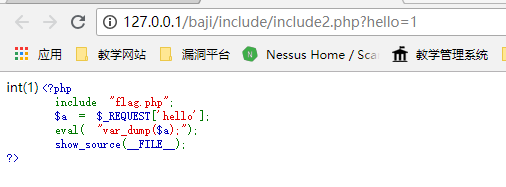 127.0.0.1/baji/include/include2.php?hello=1
应用 教学网站 漏洞平台 N Nessus Home / Scan 教学管理系统
int(1) <?php
include "flag.php";
$a = $_REQUEST['hello'];
eval( "var_dump($a);");
show_source(__FILE__);
?>